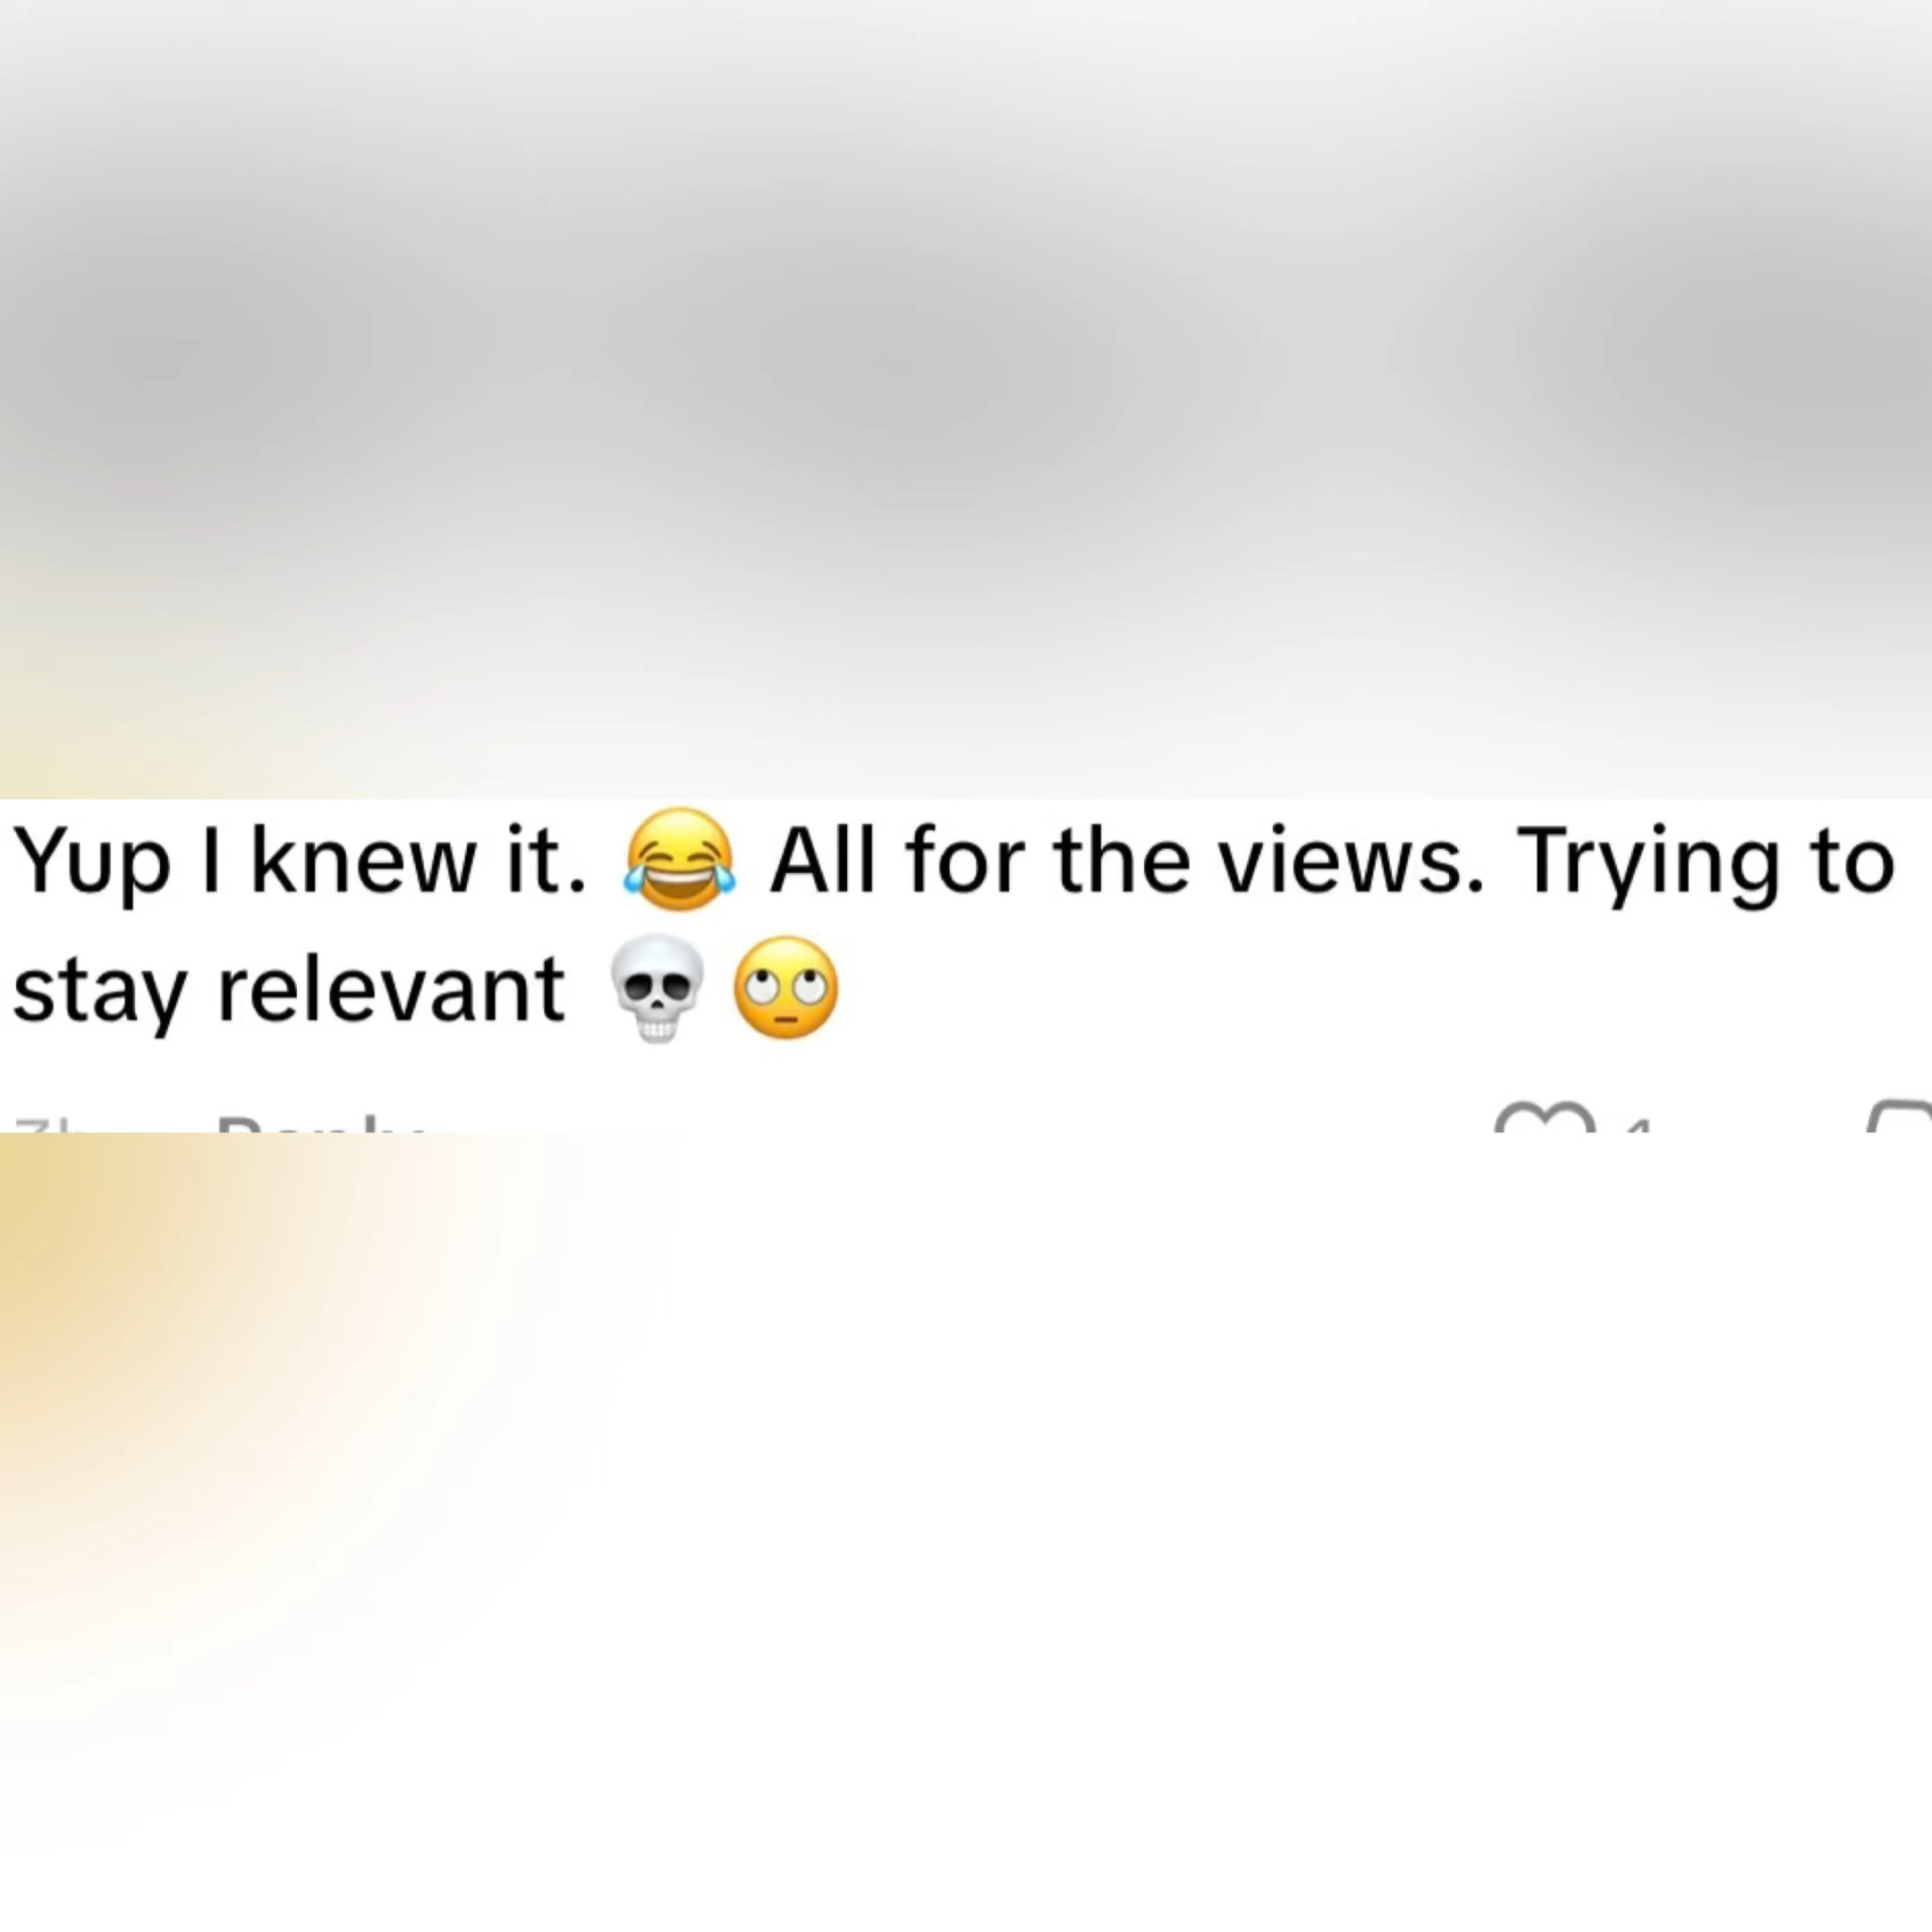 Yup I knew it. 😂 All for the views. Trying to
stay relevant 💀🙄